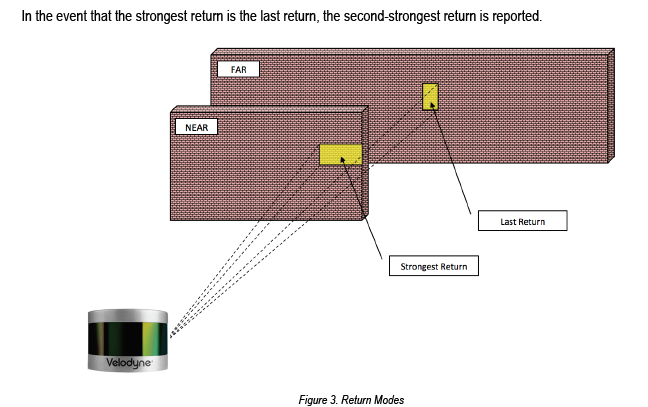 In the event that the strongest return is the last return, the second-strongest return is reported.
FAR
NEAR
Last Return
Strongest Return
Velodyne
Figure 3. Return Modes